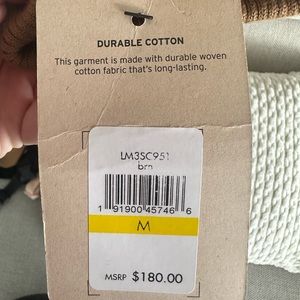 DURABLE COTTON
This garment is made with durable woven
cotton fabric that's long-lasting.
LM3SC951
brn
1 91900 45746 6
M
MSRP $180.00